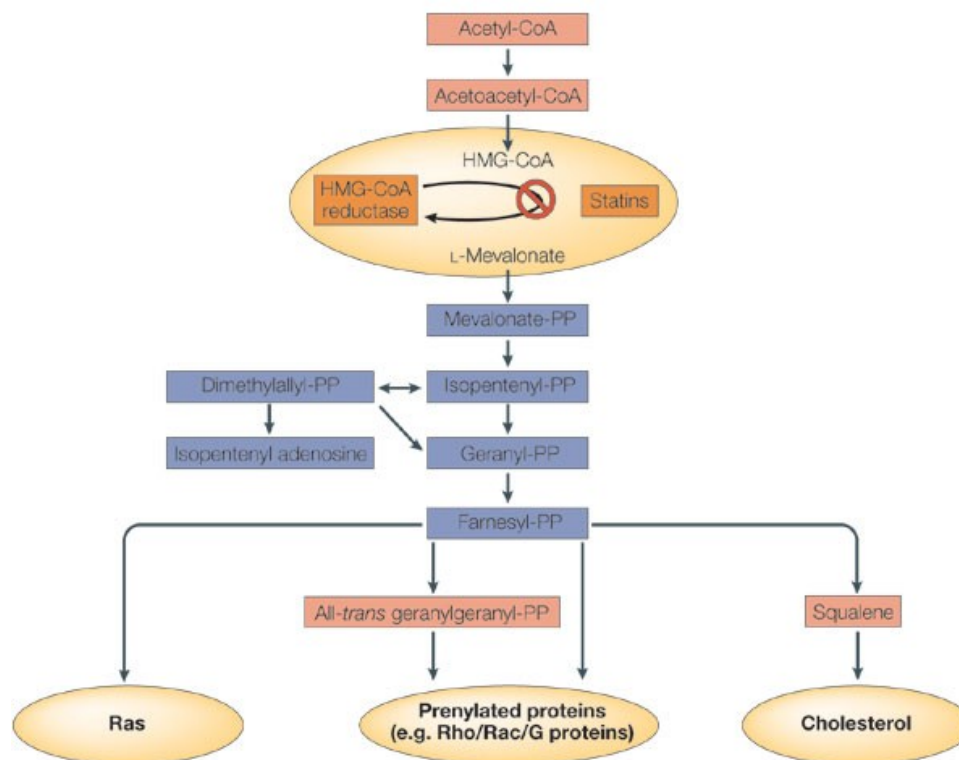 Acetyl-CoA
Acetoacetyl-CoA
HMG-CoA
HMG-CoA
reductase
Statins
L-Mevalonate
Mevalonate-PP
Dimethylallyl-PP
Isopentenyl-PP
Isopentenyl adenosine
Geranyl-PP
Farnesyl-PP
All-trans geranylgeranyl-PP
Squalene
Ras
Prenylated proteins
(e.g. Rho/Rac/G proteins)
Cholesterol